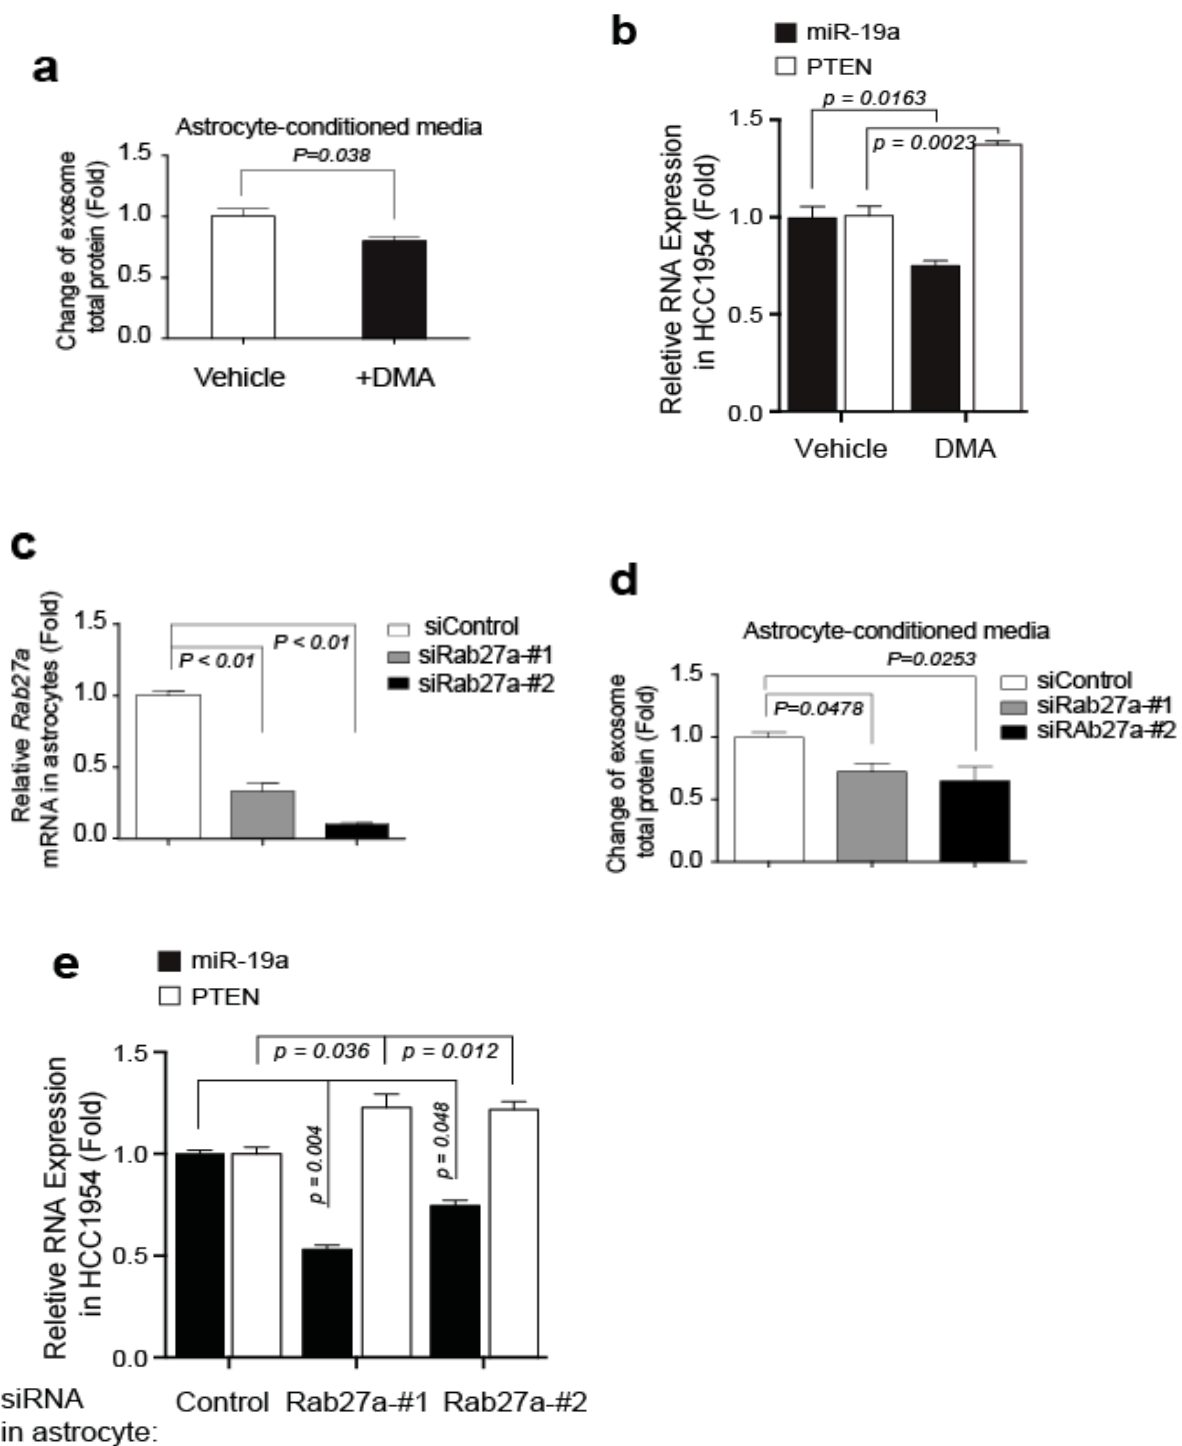 a
Astrocyte-conditioned media
P=0.038
Change of exosome
total protein (Fold)
1.5
1.0
0.5
0.0
Vehicle
+DMA
b
miR-19a
PTEN
p = 0.0163
p = 0.0023
Reletive RNA Expression
in HCC1954 (Fold)
1.5
1.0
0.5
0.0
Vehicle
DMA
c
Relative Rab27a
mRNA in astrocytes (Fold)
1.5
1.0
0.5
0.0
P < 0.01
P < 0.01
siControl
siRab27a-#1
siRab27a-#2
d
Astrocyte-conditioned media
P=0.0253
P=0.0478
Change of exosome
total protein (Fold)
1.5
1.0
0.5
0.0
siControl
siRab27a-#1
siRAb27a-#2
e
miR-19a
PTEN
p = 0.036
p = 0.012
p = 0.004
p = 0.048
Reletive RNA Expression
in HCC1954 (Fold)
1.5
1.0
0.5
0.0
siRNA
in astrocyte:
Control
Rab27a-#1
Rab27a-#2